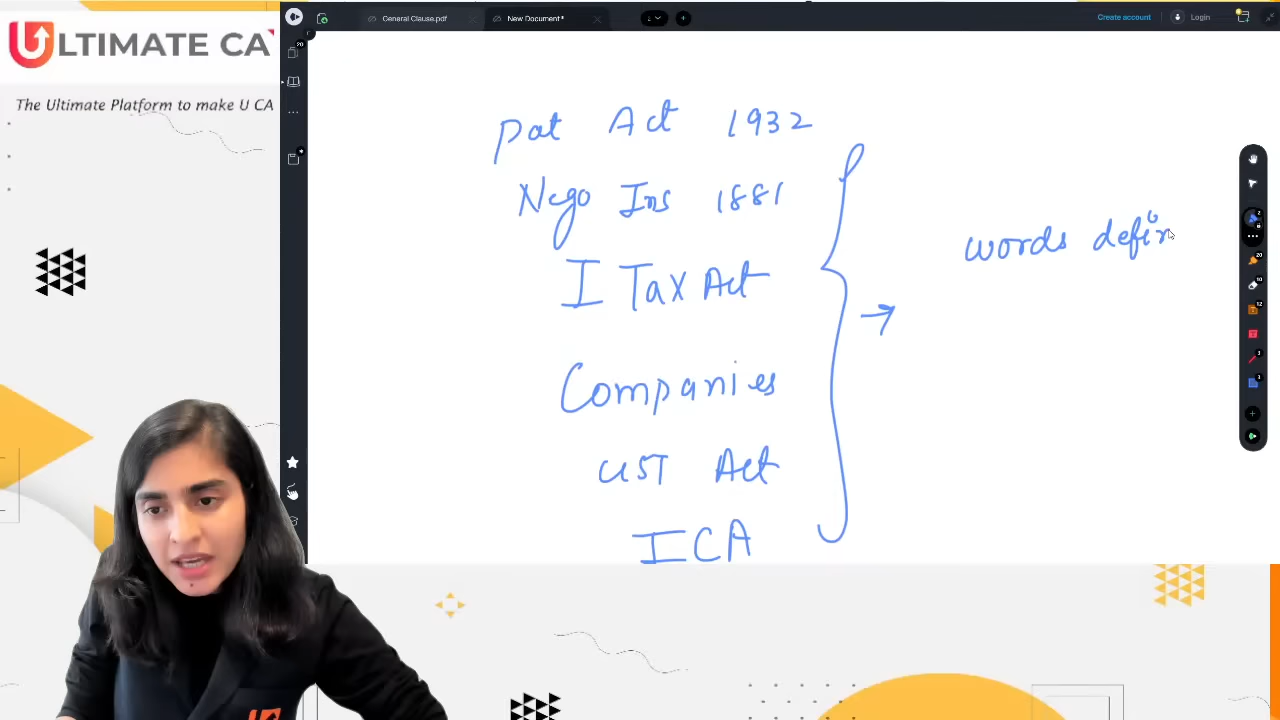 ULTIMATE CA
The Ultimate Platform to make U CA
General Clause.pdf
New Document*
Create account
Login
Pat Act 1932
Nego Ins 1881
I Tax Act
Companies
GST Act
ICA
words defin